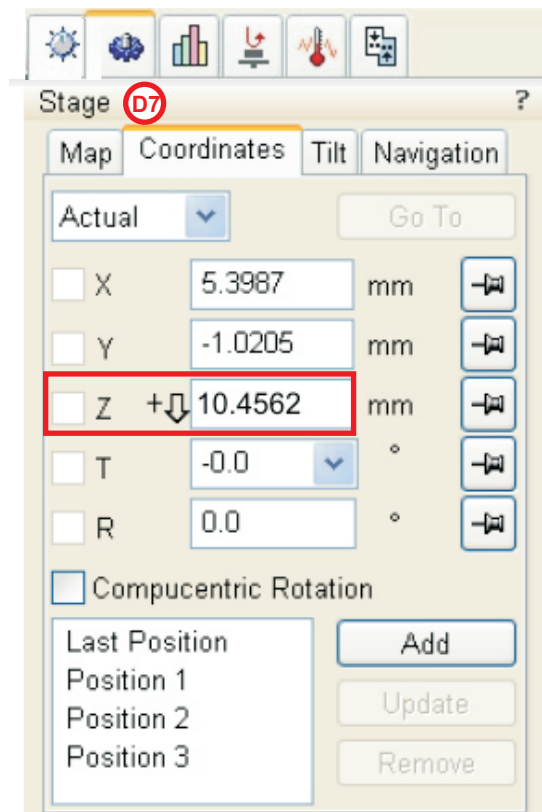 Stage D7 ?
Map Coordinates Tilt Navigation
Actual Go To
X 5.3987 mm
Y -1.0205 mm
Z + 10.4562 mm
T -0.0 °
R 0.0 °
Compucentric Rotation
Last Position Add
Position 1
Position 2 Update
Position 3 Remove